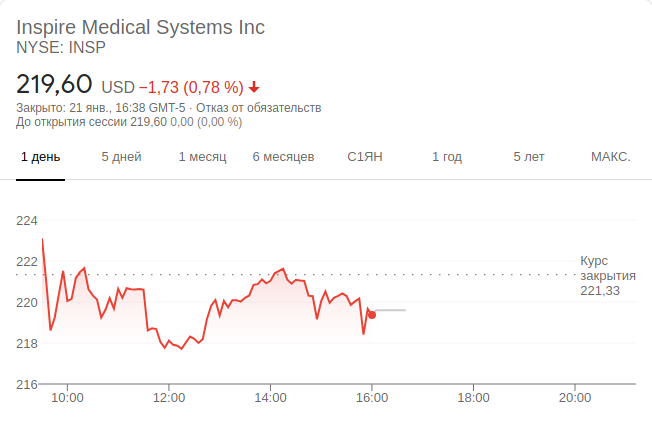 Inspire Medical Systems Inc
NYSE: INSP
219,60 USD −1,73 (0,78 %)
Закрыто: 21 янв., 16:38 GMT-5 · Отказ от обязательств
До открытия сессии 219,60 0,00 (0,00 %)
1 день 5 дней 1 месяц 6 месяцев С1ЯН 1 год 5 лет МАКС.
224
222
220
218
216
Курс
закрытия
221,33
10:00 12:00 14:00 16:00 18:00 20:00